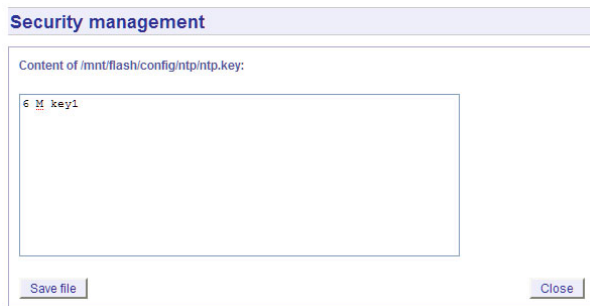 Security management
Content of /mnt/flash/config/ntp/ntp.key:
6 M key1
Save file
Close